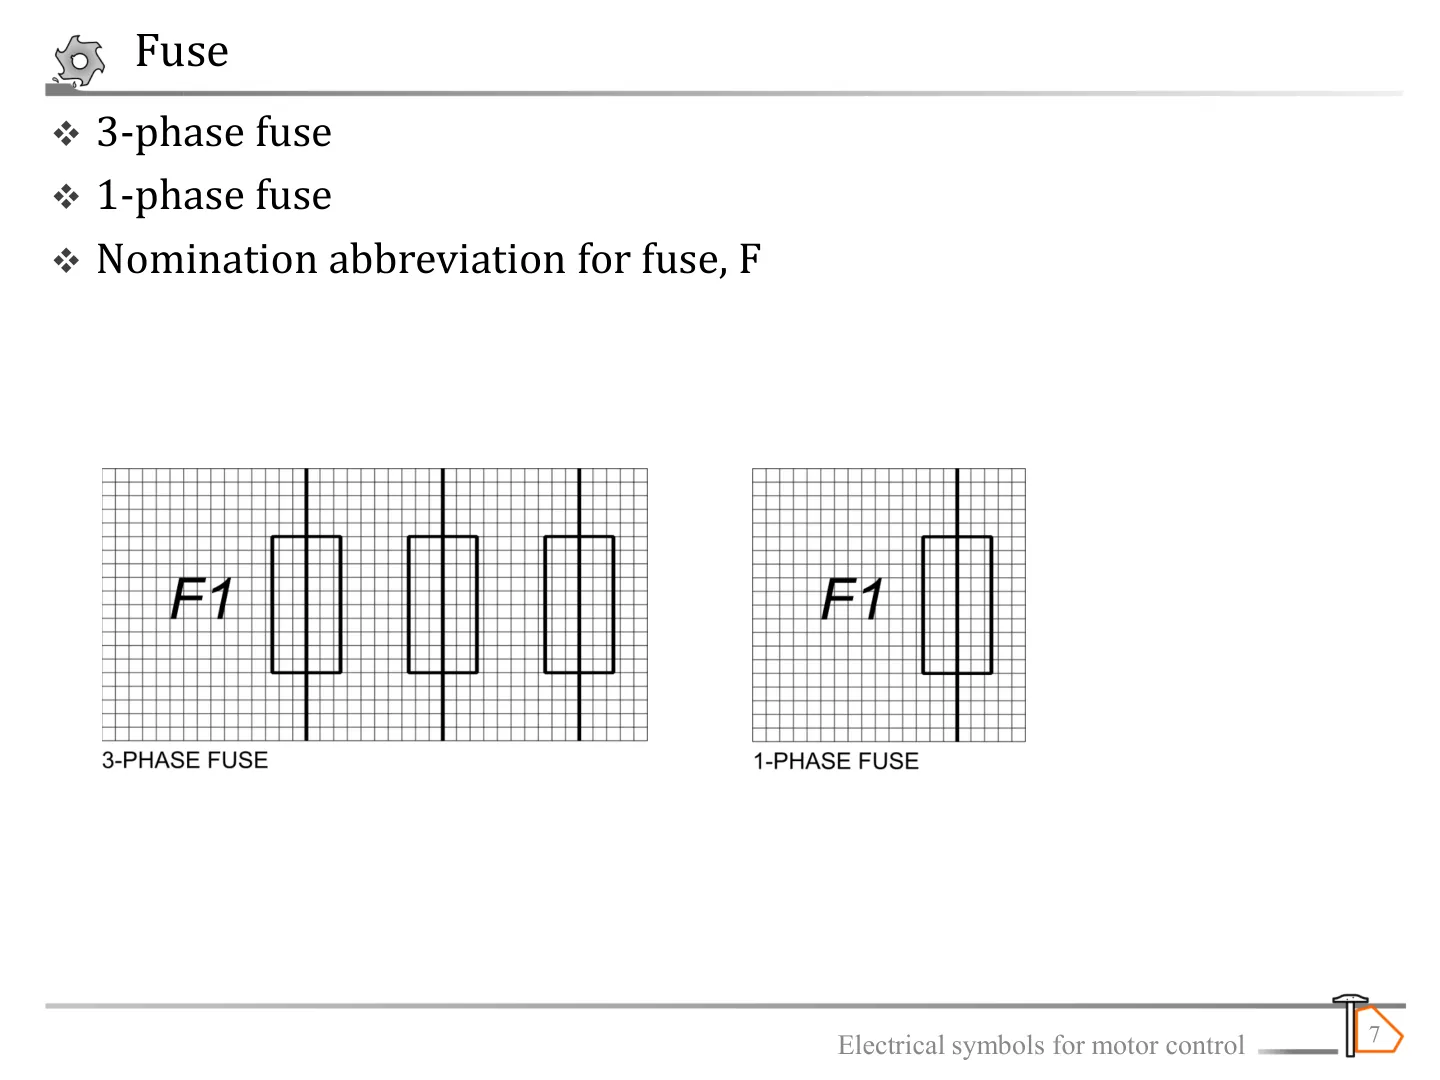 Fuse
3-phase fuse
1-phase fuse
Nomination abbreviation for fuse, F
F1
3-PHASE FUSE
F1
1-PHASE FUSE
Electrical symbols for motor control
7